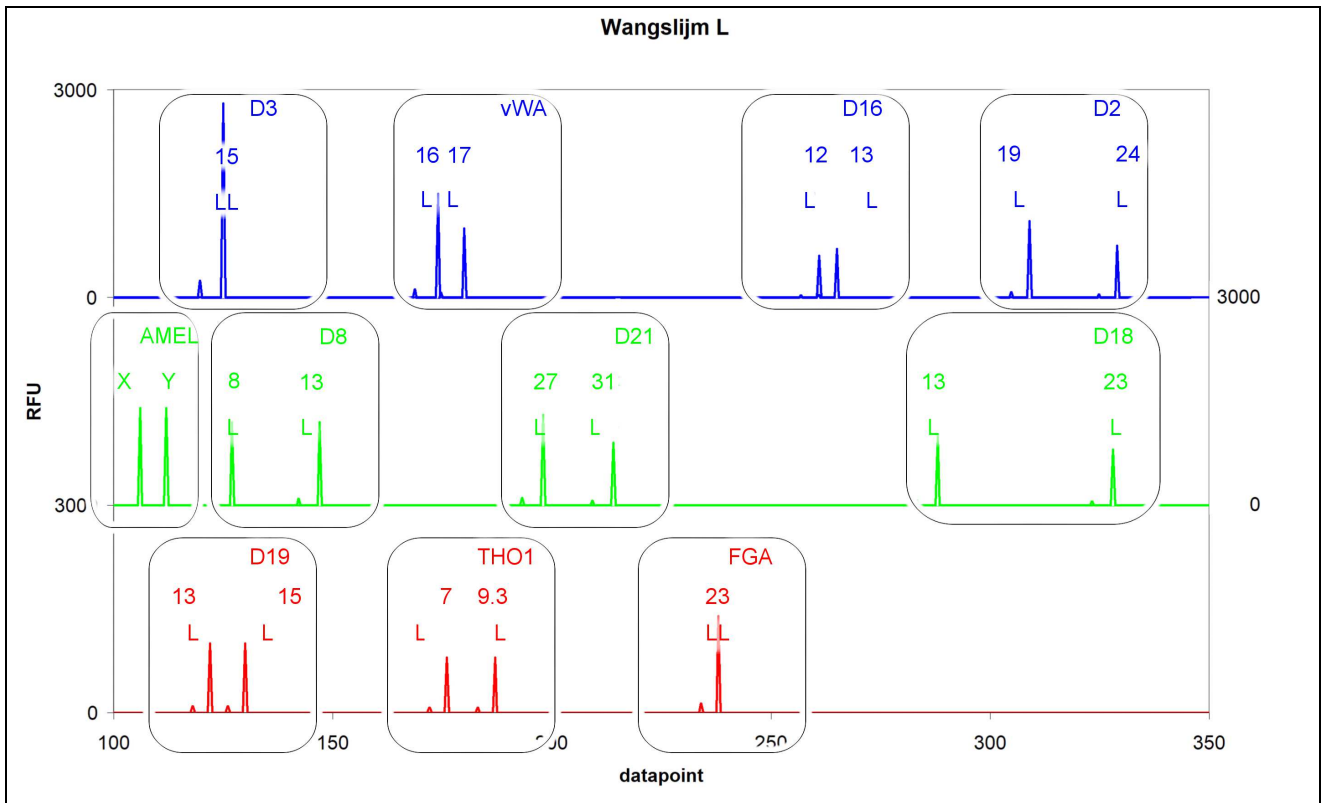 Wangslijm L
3000
D3 vWA D16 D2
15 16 17 12 13 19 24
LL L L L L L L
0 3000
AMEL D8 D21 D18
X Y 8 13 27 31 13 23
RFU
L L L L L L
300 0
D19 THO1 FGA
13 15 7 9.3 23
L L L L LL
0
100 150 250 300 350
datapoint